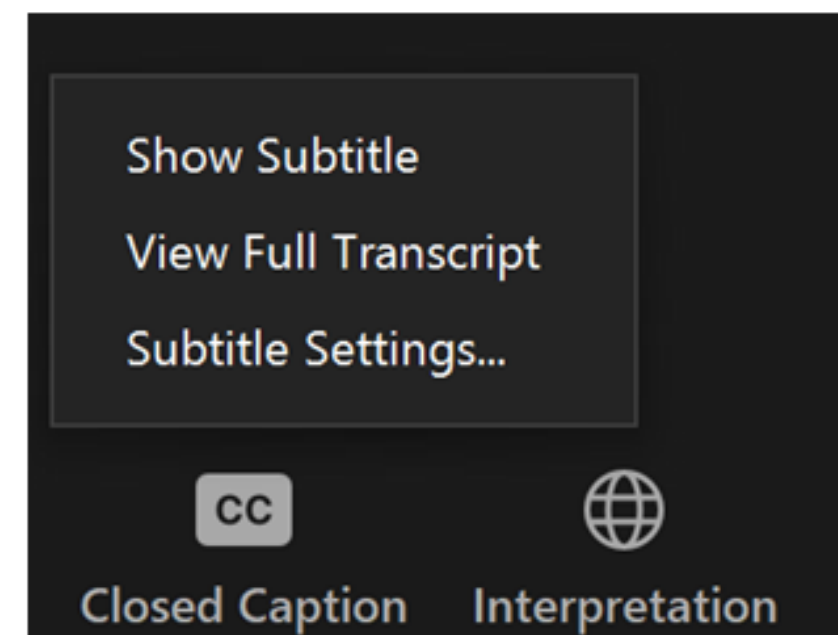 Show Subtitle
View Full Transcript
Subtitle Settings...
CC
Closed Caption
Interpretation